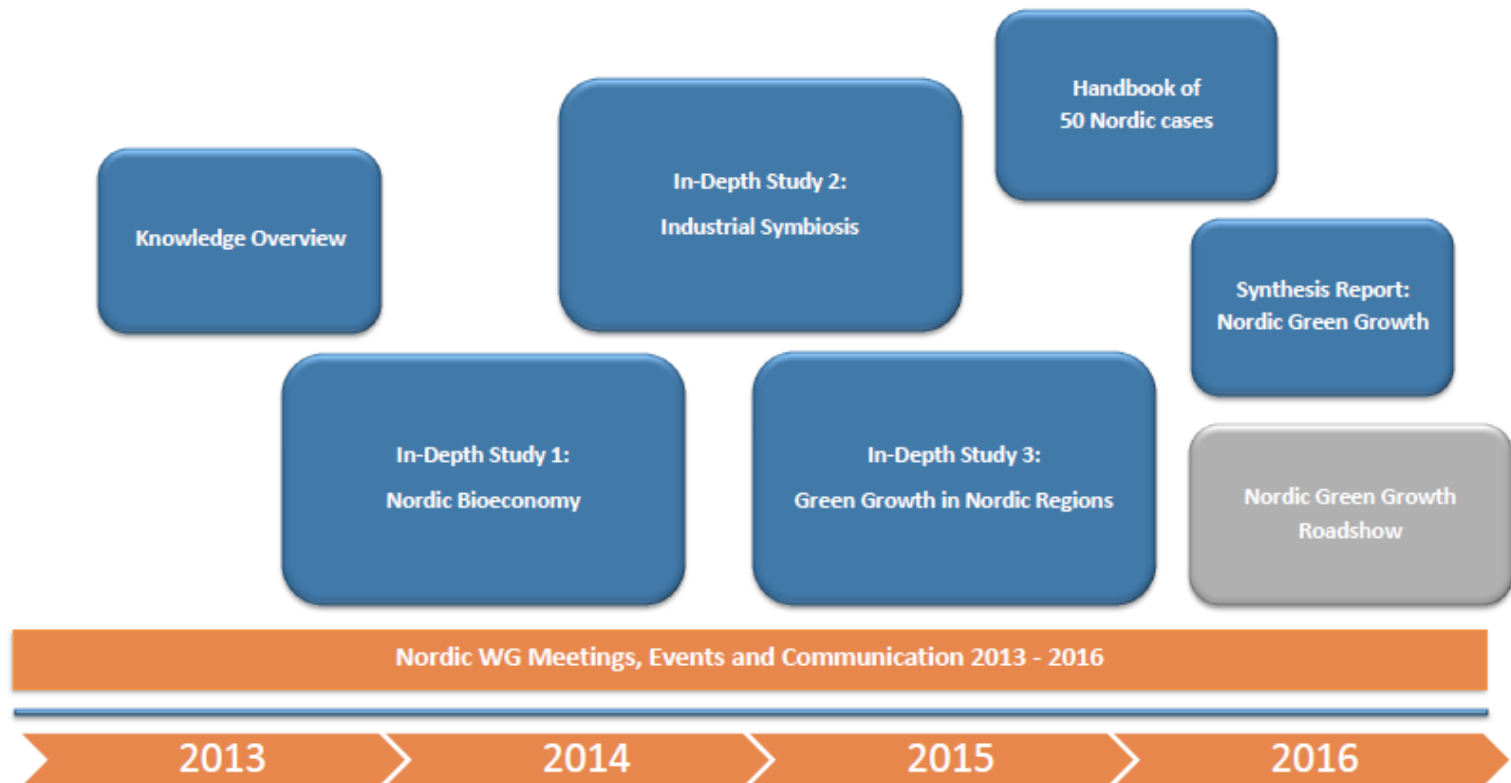 Handbook of
50 Nordic cases
In-Depth Study 2:
Industrial Symbiosis
Knowledge Overview
Synthesis Report:
Nordic Green Growth
In-Depth Study 1:
Nordic Bioeconomy
In-Depth Study 3:
Green Growth in Nordic Regions
Nordic Green Growth
Roadshow
Nordic WG Meetings, Events and Communication 2013 - 2016
2013
2014
2015
2016